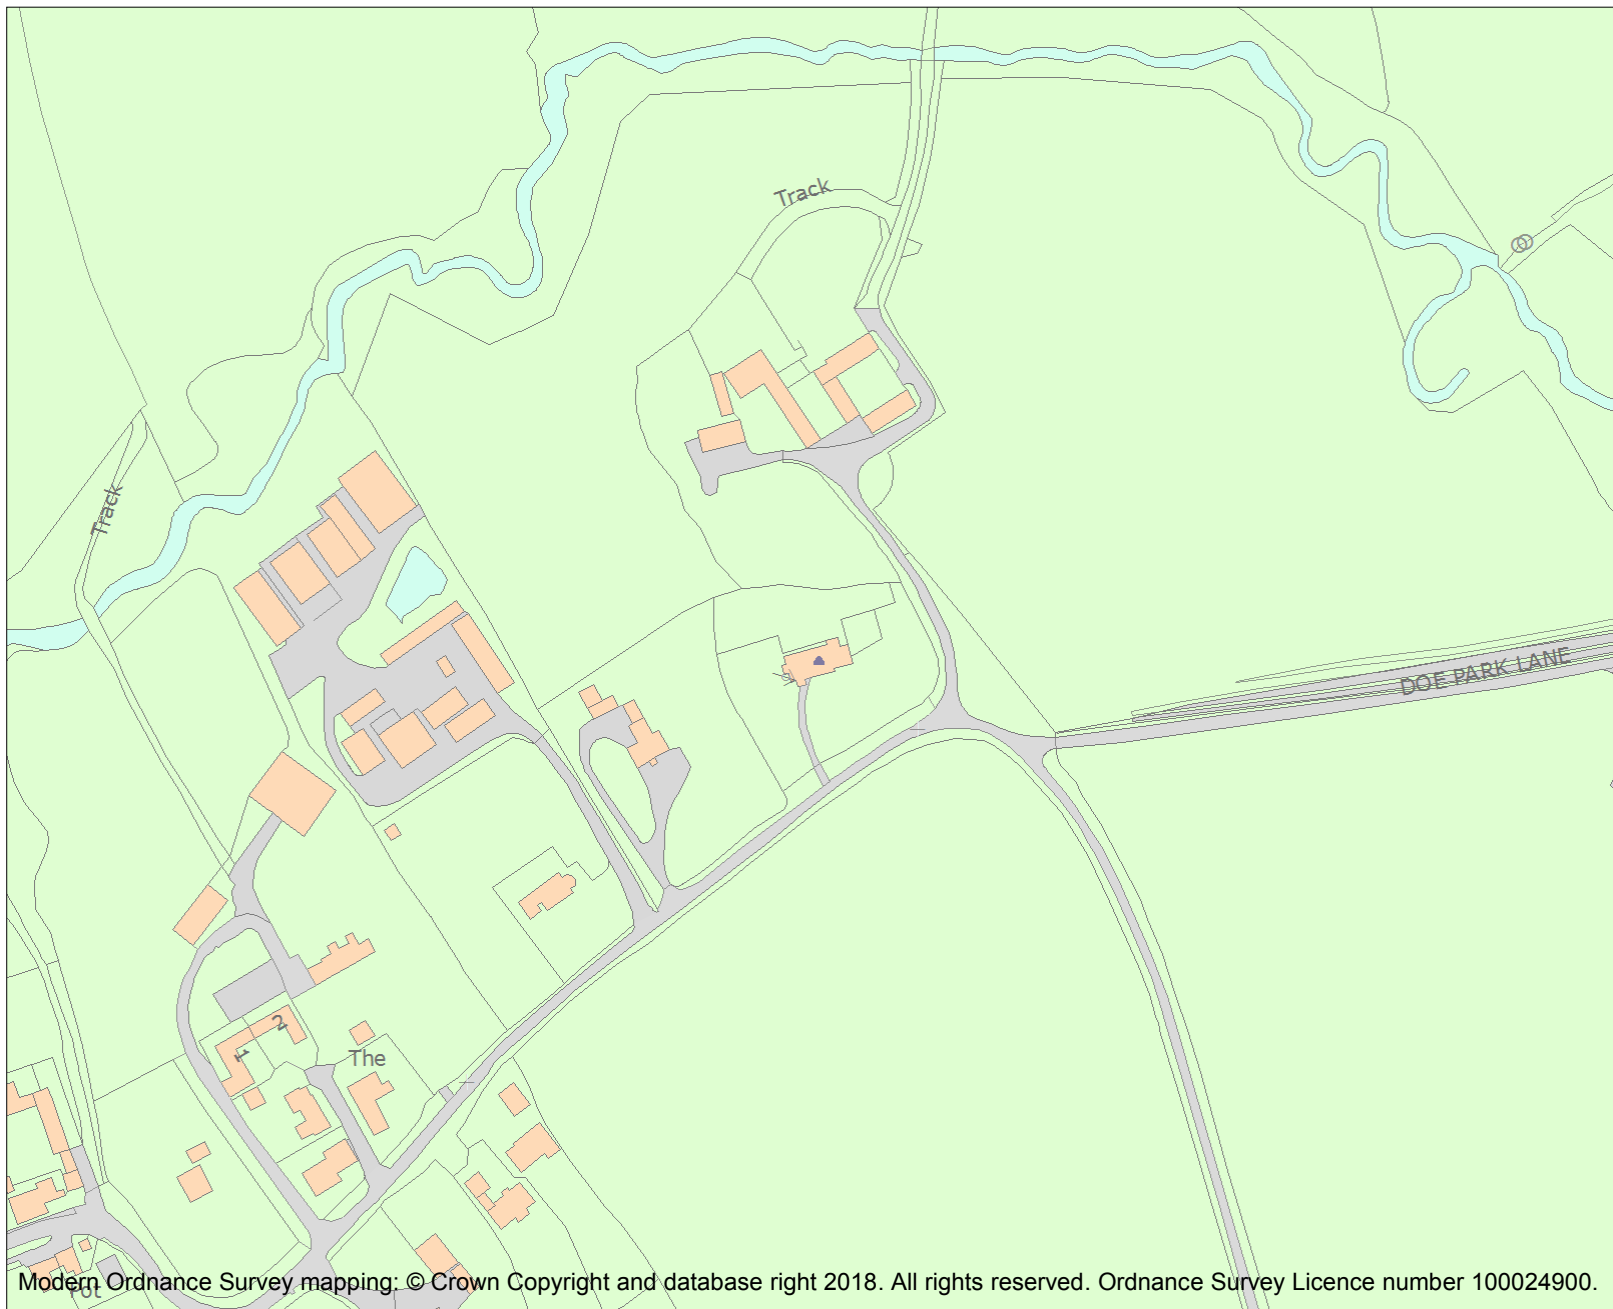 Track
Track
DOE PARK LANE
2
1
The
Pot
Modern Ordnance Survey mapping: © Crown Copyright and database right 2018. All rights reserved. Ordnance Survey Licence number 100024900.